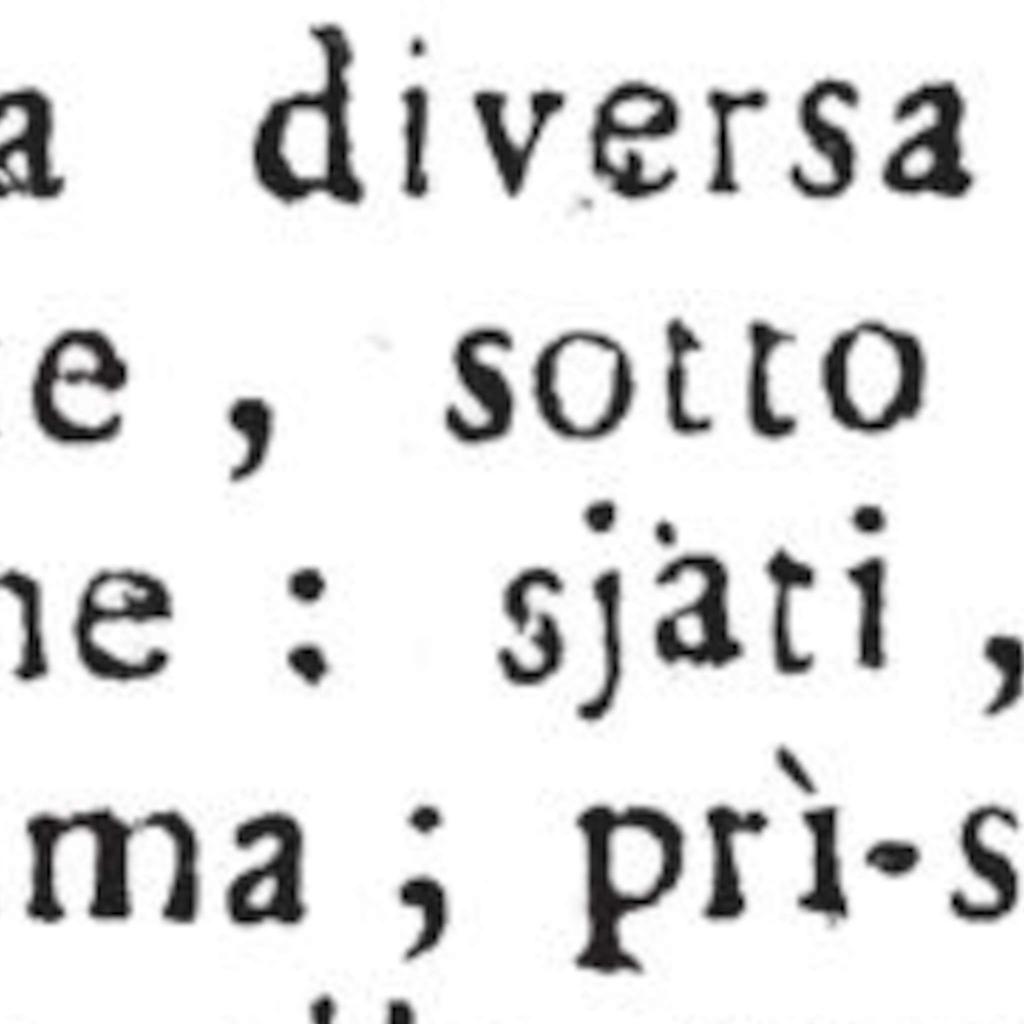 a diversa
e , sotto
ne : sjàti ,
ma ; prì-s